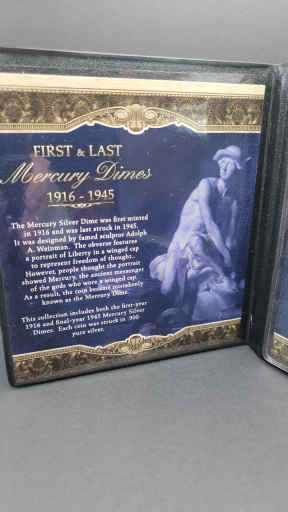 FIRST & LAST
Mercury Dimes
1916 - 1945
The Mercury Silver Dime was first minted
in 1916 and was last struck in 1945.
It was designed by famed sculptor Adolph
A. Weinman. The obverse features
a portrait of Liberty in a winged cap
to represent freedom of thought.
However, people thought the portrait
showed Mercury, the ancient messenger
of the gods who wore a winged cap.
As a result, the coin became mistakenly
known as the Mercury Dime.
This collection includes both the first-year
1916 and final-year 1945 Mercury Silver
Dimes. Each coin was struck in .900
pure silver.